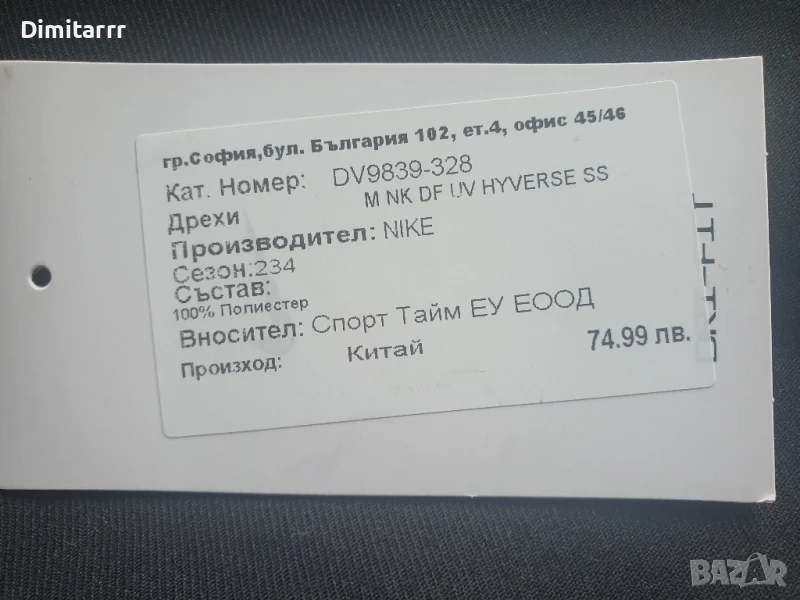 Dimitarrr
гр.София,бул. България 102, ет.4, офис 45/46
Кат. Номер: DV9839-328
M NK DF UV HYVERSE SS
Дрехи
Производител: NIKE
Сезон:234
Състав:
100% Полиестер
Вносител: Спорт Тайм ЕУ ЕООД
Произход: Китай
74.99 лв.
BAZAR